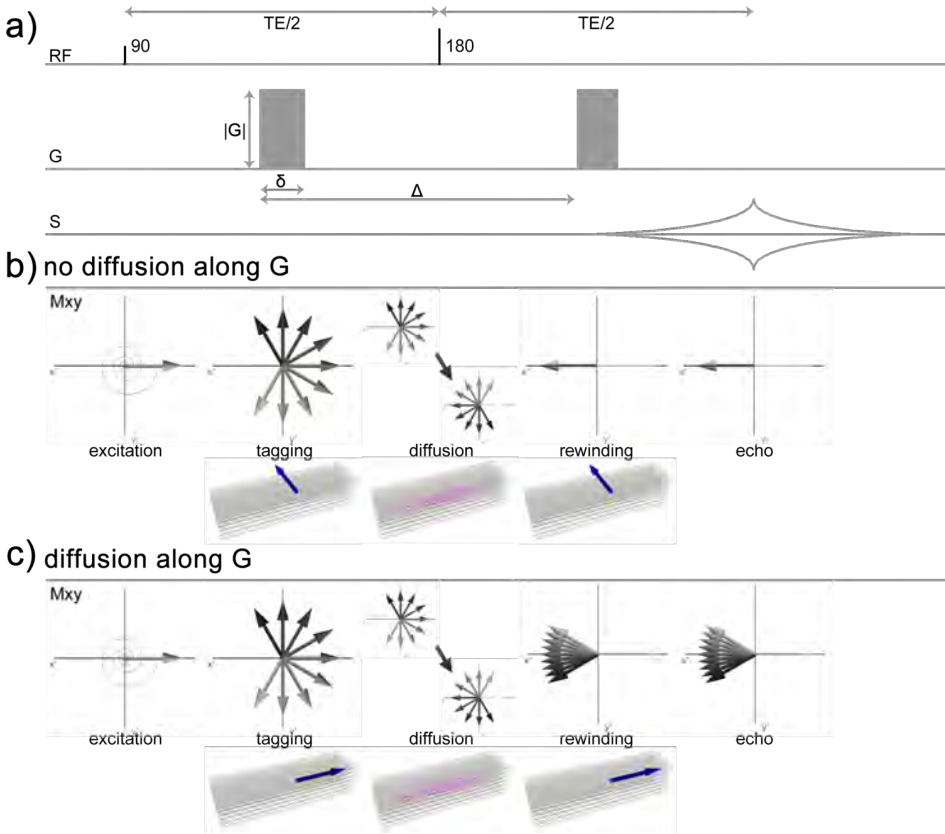 a)
TE/2 TE/2
RF 90 180
|G|
G
δ
Δ
S
b) no diffusion along G
Mxy
excitation tagging diffusion rewinding echo
c) diffusion along G
Mxy
excitation tagging diffusion rewinding echo